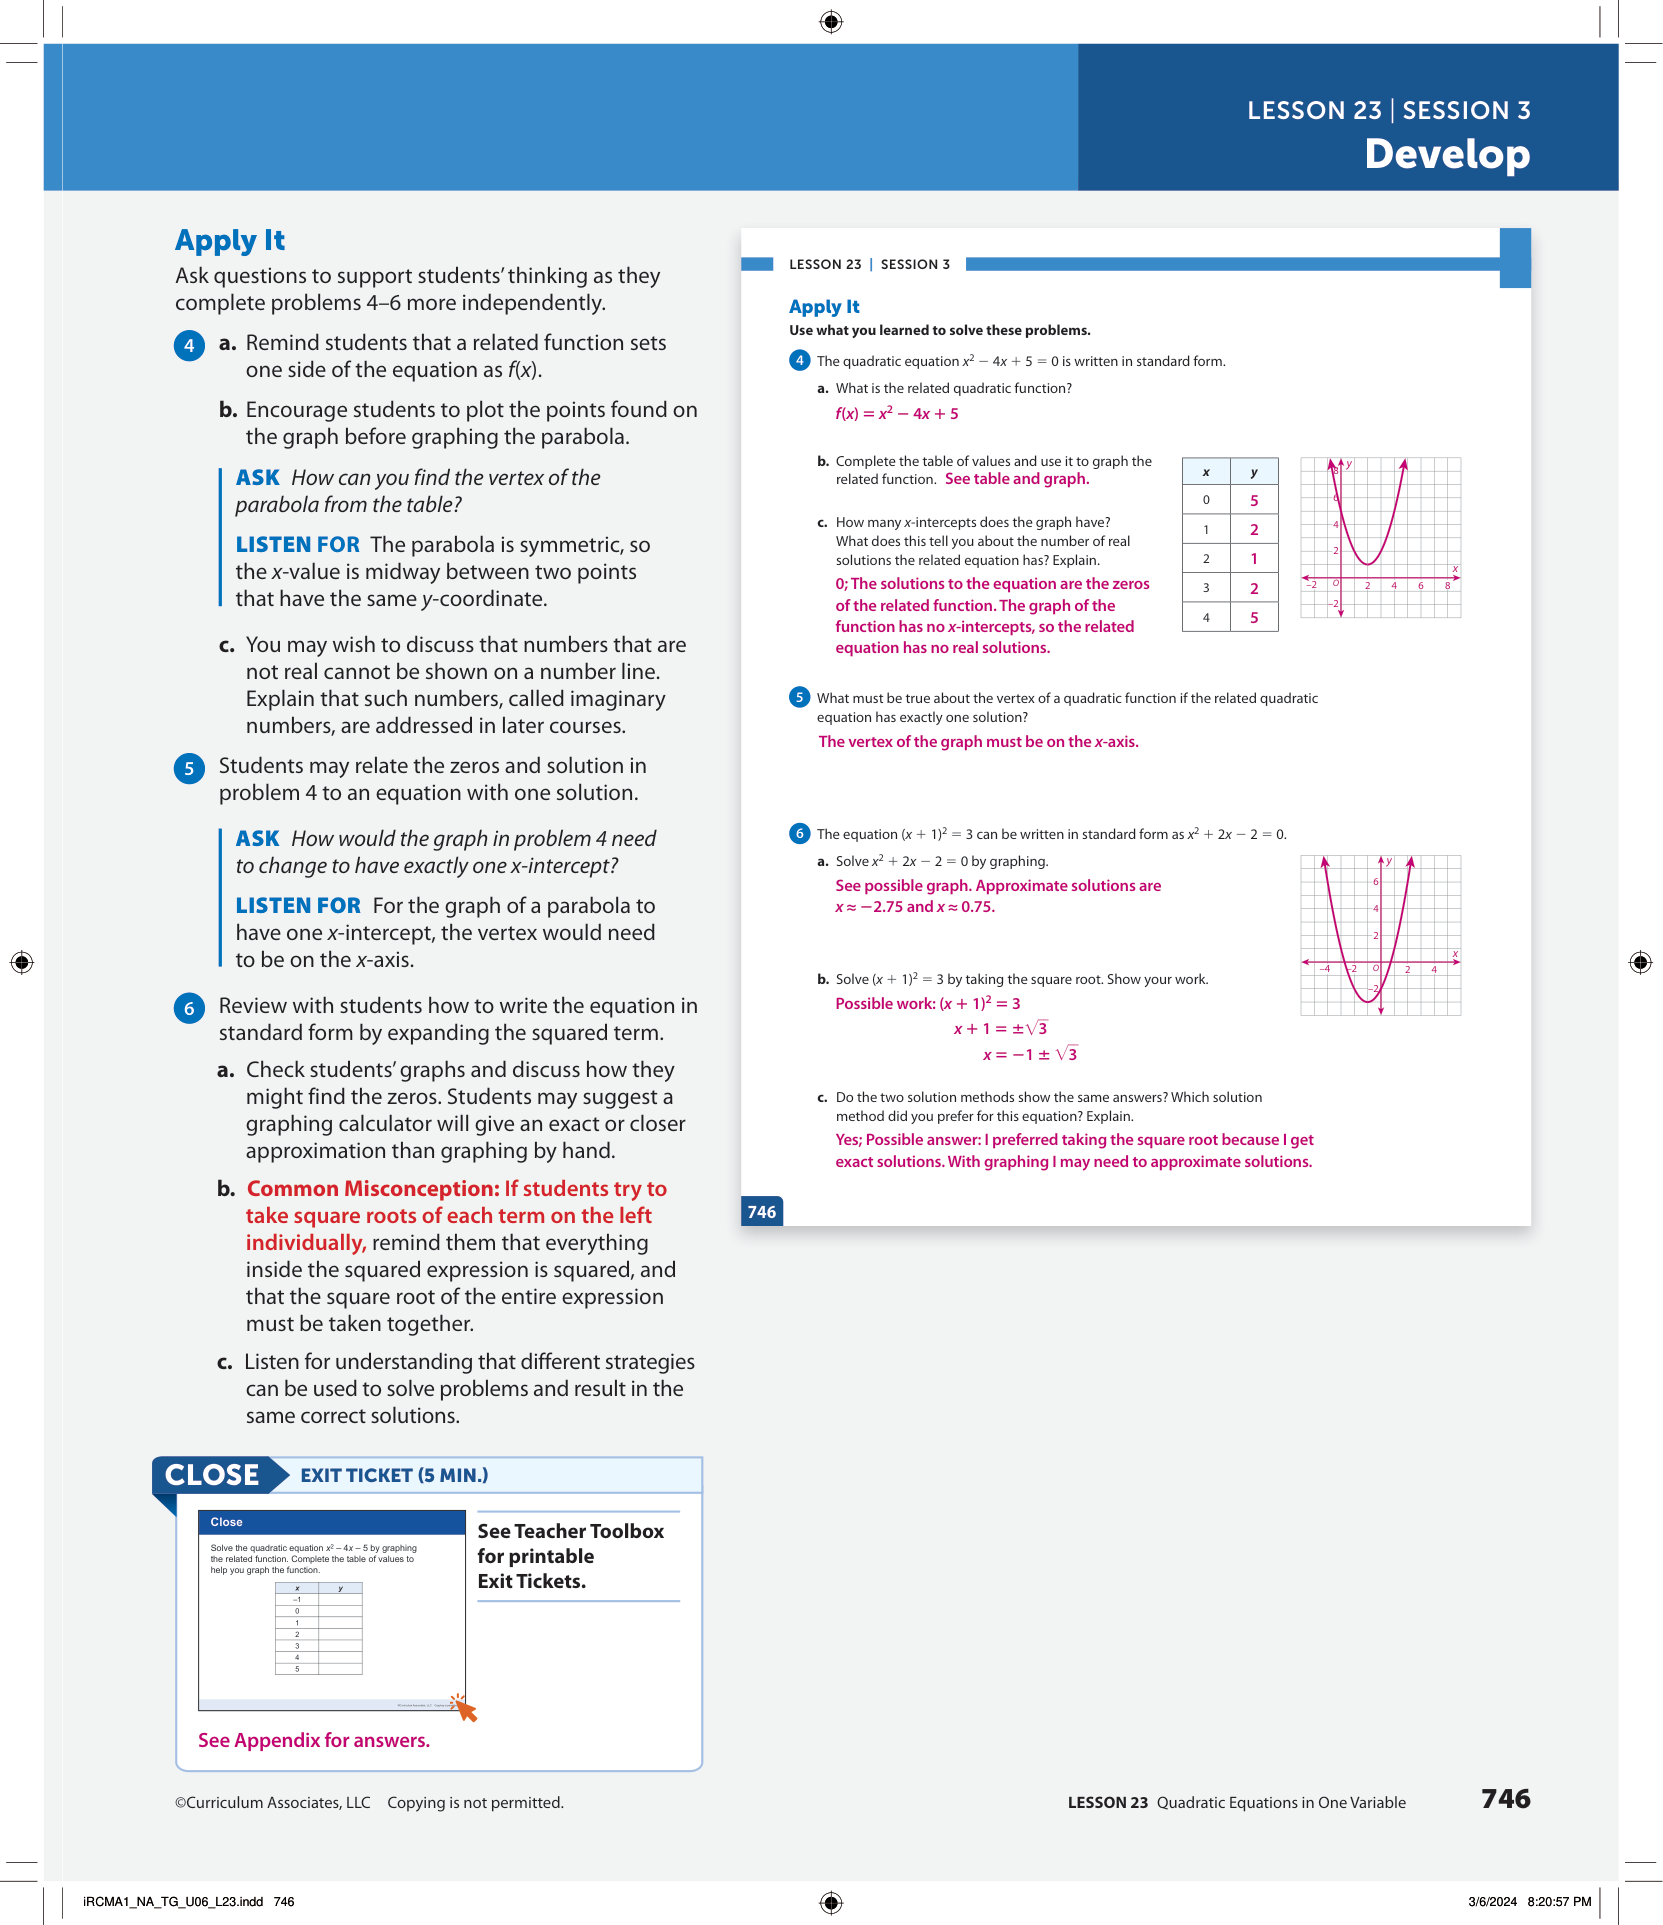 LESSON 23 | SESSION 3
Develop
Apply It
Ask questions to support students' thinking as they
complete problems 4–6 more independently.
4 a. Remind students that a related function sets
one side of the equation as f(x).
b. Encourage students to plot the points found on
the graph before graphing the parabola.
ASK How can you find the vertex of the
parabola from the table?
LISTEN FOR The parabola is symmetric, so
the x-value is midway between two points
that have the same y-coordinate.
c. You may wish to discuss that numbers that are
not real cannot be shown on a number line.
Explain that such numbers, called imaginary
numbers, are addressed in later courses.
5 Students may relate the zeros and solution in
problem 4 to an equation with one solution.
ASK How would the graph in problem 4 need
to change to have exactly one x-intercept?
LISTEN FOR For the graph of a parabola to
have one x-intercept, the vertex would need
to be on the x-axis.
6 Review with students how to write the equation in
standard form by expanding the squared term.
a. Check students' graphs and discuss how they
might find the zeros. Students may suggest a
graphing calculator will give an exact or closer
approximation than graphing by hand.
b. Common Misconception: If students try to
take square roots of each term on the left
individually, remind them that everything
inside the squared expression is squared, and
that the square root of the entire expression
must be taken together.
c. Listen for understanding that different strategies
can be used to solve problems and result in the
same correct solutions.
CLOSE EXIT TICKET (5 MIN.)
Close
Solve the quadratic equation x² – 4x – 5 by graphing
the related function. Complete the table of values to
help you graph the function.
x y
–1
0
1
2
3
4
5
See Teacher Toolbox
for printable
Exit Tickets.
See Appendix for answers.
LESSON 23 | SESSION 3
Apply It
Use what you learned to solve these problems.
4 The quadratic equation x² − 4x + 5 = 0 is written in standard form.
a. What is the related quadratic function?
f(x) = x² − 4x + 5
b. Complete the table of values and use it to graph the
related function. See table and graph.
c. How many x-intercepts does the graph have?
What does this tell you about the number of real
solutions the related equation has? Explain.
0; The solutions to the equation are the zeros
of the related function. The graph of the
function has no x-intercepts, so the related
equation has no real solutions.
x y
0 5
1 2
2 1
3 2
4 5
y
8
6
4
2
x
–2 O 2 4 6 8
–2
5 What must be true about the vertex of a quadratic function if the related quadratic
equation has exactly one solution?
The vertex of the graph must be on the x-axis.
6 The equation (x + 1)² = 3 can be written in standard form as x² + 2x − 2 = 0.
a. Solve x² + 2x − 2 = 0 by graphing.
See possible graph. Approximate solutions are
x ≈ −2.75 and x ≈ 0.75.
y
6
4
2
x
–4 –2 O 2 4
–2
b. Solve (x + 1)² = 3 by taking the square root. Show your work.
Possible work: (x + 1)² = 3
x + 1 = ±√3
x = −1 ± √3
c. Do the two solution methods show the same answers? Which solution
method did you prefer for this equation? Explain.
Yes; Possible answer: I preferred taking the square root because I get
exact solutions. With graphing I may need to approximate solutions.
746
©Curriculum Associates, LLC Copying is not permitted.
LESSON 23 Quadratic Equations in One Variable 746
iRCMA1_NA_TG_U06_L23.indd 746
3/6/2024 8:20:57 PM